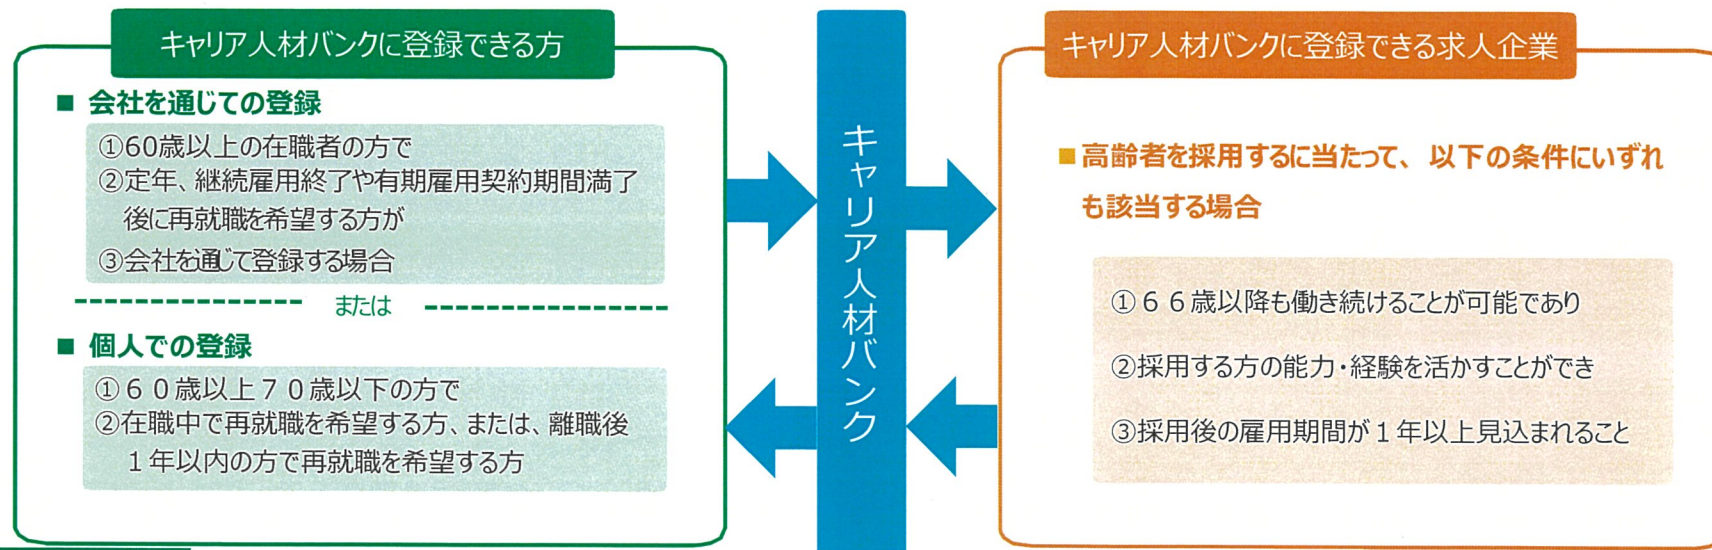 キャリア人材バンクに登録できる方
■ 会社を通じての登録
①60歳以上の在職者の方で
②定年、継続雇用終了や有期雇用契約期間満了
後に再就職を希望する方が
③会社を通じて登録する場合
または
■ 個人での登録
①６０歳以上７０歳以下の方で
②在職中で再就職を希望する方、または、離職後
１年以内の方で再就職を希望する方
キャリア人材バンク
キャリア人材バンクに登録できる求人企業
■ 高齢者を採用するに当たって、以下の条件にいずれ
も該当する場合
①６６歳以降も働き続けることが可能であり
②採用する方の能力・経験を活かすことができ
③採用後の雇用期間が１年以上見込まれること